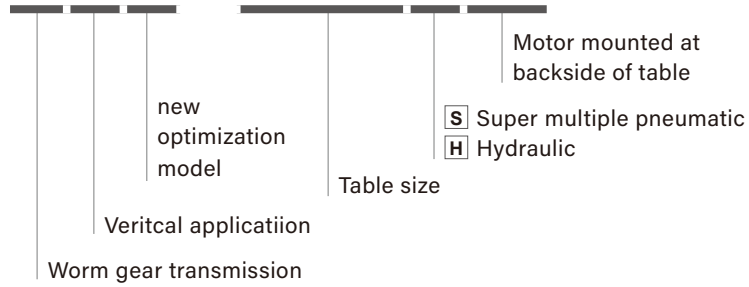 Motor mounted at
backside of table
new
optimization
model
S Super multiple pneumatic
H Hydraulic
Table size
Veritcal applicatiion
Worm gear transmission